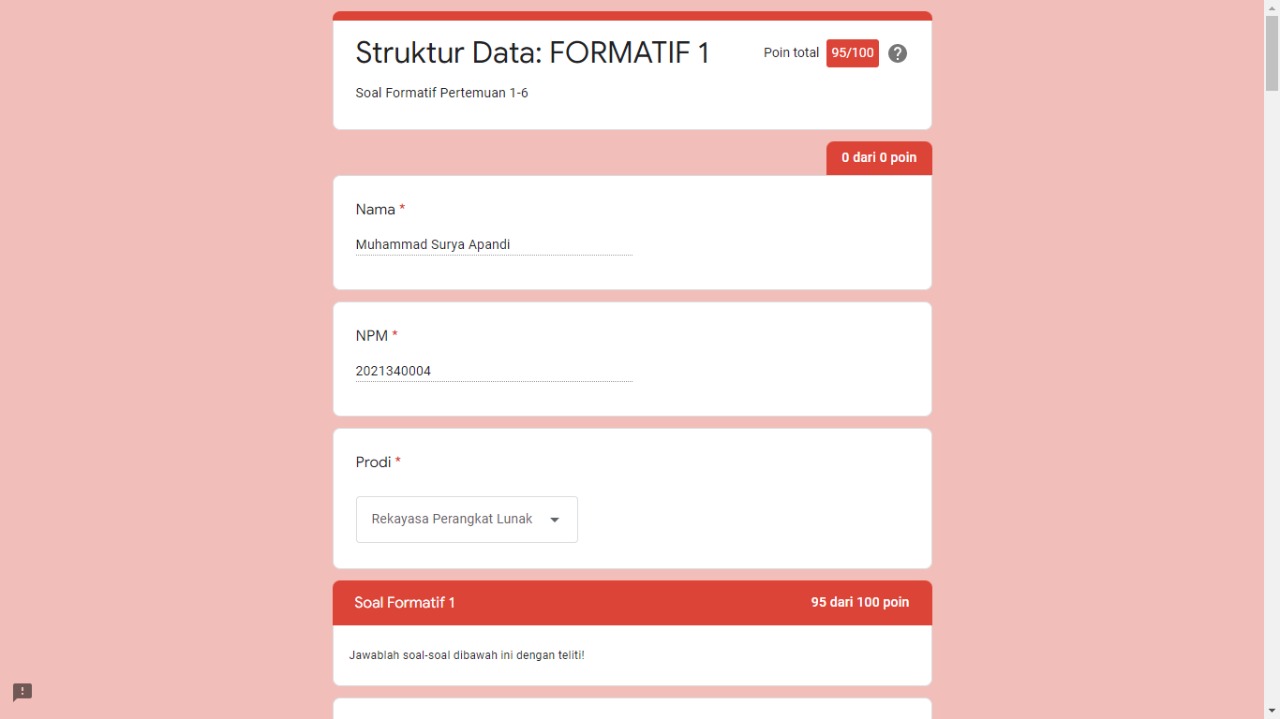 Struktur Data: FORMATIF 1
Poin total 95/100
Soal Formatif Pertemuan 1-6
0 dari 0 poin
Nama *
Muhammad Surya Apandi
NPM *
2021340004
Prodi *
Rekayasa Perangkat Lunak
Soal Formatif 1
95 dari 100 poin
Jawablah soal-soal dibawah ini dengan teliti!